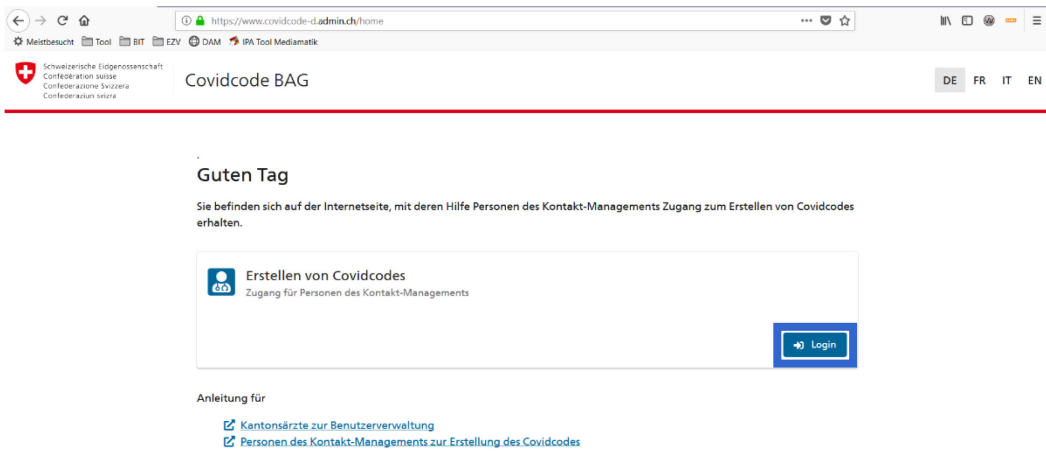 https://www.covidcode-d.admin.ch/home
Meistbesucht Tool BIT EZV DAM IPA Tool Mediamatik
Schweizerische Eidgenossenschaft
Confédération suisse
Confederazione Svizzera
Confederaziun svizra
Covidcode BAG
DE FR IT EN
Guten Tag
Sie befinden sich auf der Internetseite, mit deren Hilfe Personen des Kontakt-Managements Zugang zum Erstellen von Covidcodes
erhalten.
Erstellen von Covidcodes
Zugang für Personen des Kontakt-Managements
Login
Anleitung für
Kantonsärzte zur Benutzerverwaltung
Personen des Kontakt-Managements zur Erstellung des Covidcodes